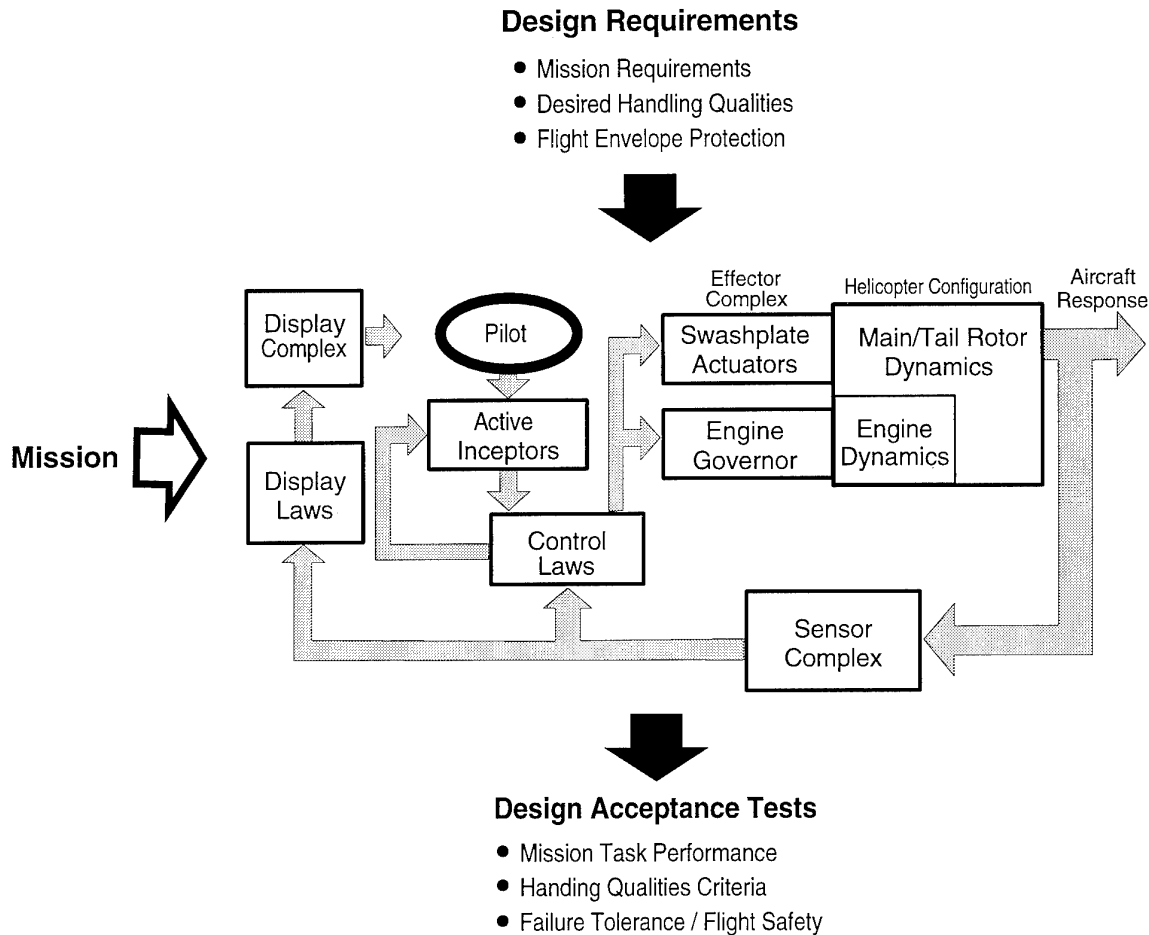 Design Requirements
● Mission Requirements
● Desired Handling Qualities
● Flight Envelope Protection
Effector
Complex
Helicopter Configuration
Aircraft
Response
Display
Complex
Pilot
Swashplate
Actuators
Main/Tail Rotor
Dynamics
Active
Inceptors
Engine
Governor
Engine
Dynamics
Mission
Display
Laws
Control
Laws
Sensor
Complex
Design Acceptance Tests
● Mission Task Performance
● Handing Qualities Criteria
● Failure Tolerance / Flight Safety